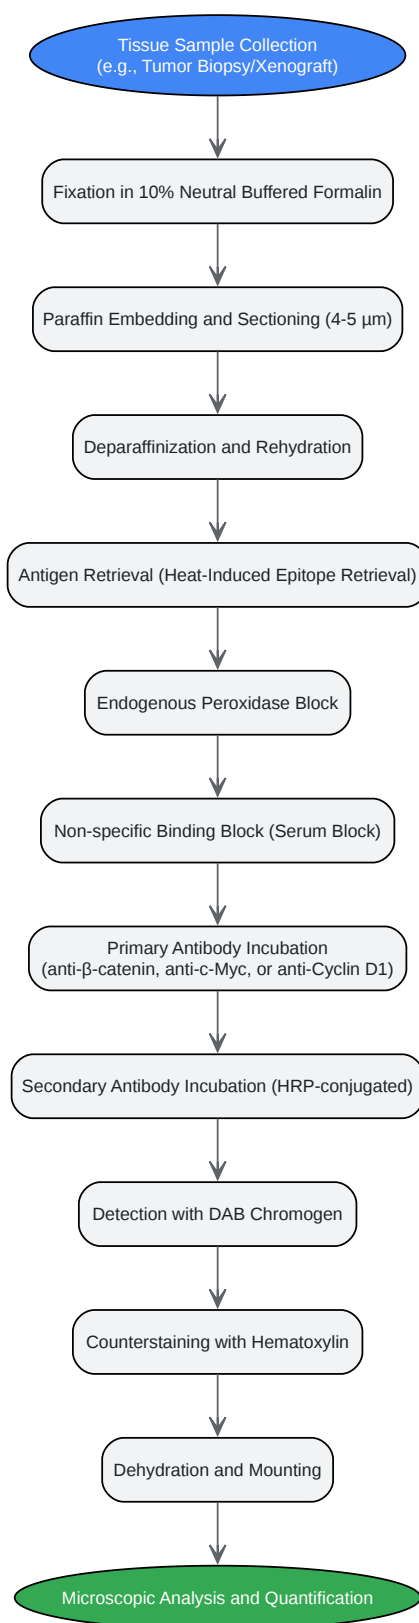 Tissue Sample Collection
(e.g., Tumor Biopsy/Xenograft)
Fixation in 10% Neutral Buffered Formalin
Paraffin Embedding and Sectioning (4-5 µm)
Deparaffinization and Rehydration
Antigen Retrieval (Heat-Induced Epitope Retrieval)
Endogenous Peroxidase Block
Non-specific Binding Block (Serum Block)
Primary Antibody Incubation
(anti-β-catenin, anti-c-Myc, or anti-Cyclin D1)
Secondary Antibody Incubation (HRP-conjugated)
Detection with DAB Chromogen
Counterstaining with Hematoxylin
Dehydration and Mounting
Microscopic Analysis and Quantification